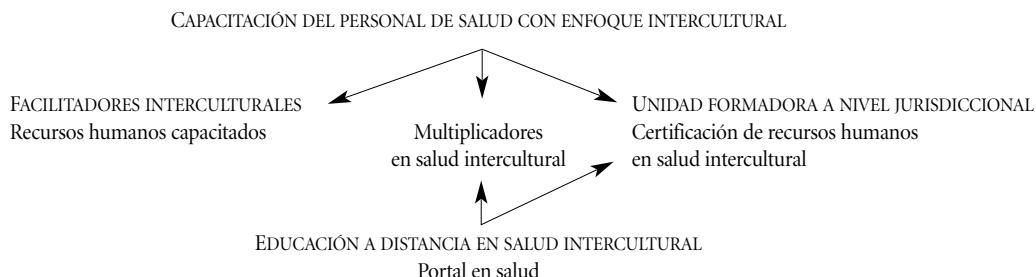 CAPACITACIÓN DEL PERSONAL DE SALUD CON ENFOQUE INTERCULTURAL
FACILITADORES INTERCULTURALES
Recursos humanos capacitados
Multiplicadores
en salud intercultural
UNIDAD FORMADORA A NIVEL JURISDICCIONAL
Certificación de recursos humanos
en salud intercultural
EDUCACIÓN A DISTANCIA EN SALUD INTERCULTURAL
Portal en salud